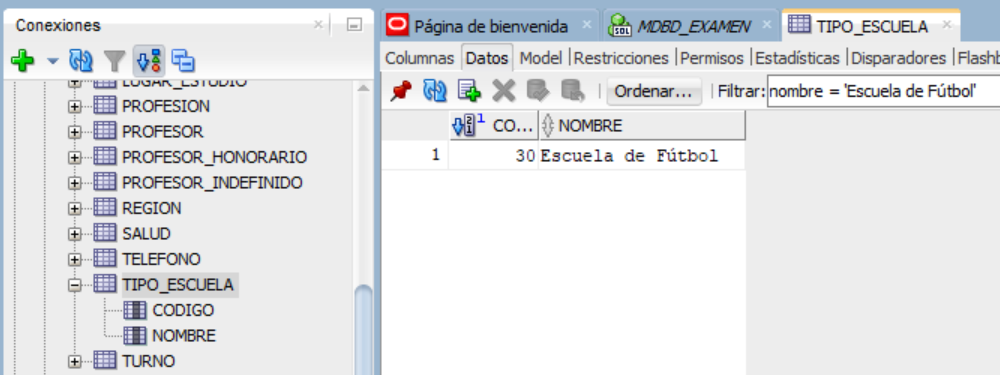 Conexiones
LUGAR_ESTUDIO
PROFESION
PROFESOR
PROFESOR_HONORARIO
PROFESOR_INDEFINIDO
REGION
SALUD
TELEFONO
TIPO_ESCUELA
CODIGO
NOMBRE
TURNO
Página de bienvenida MDBD_EXAMEN TIPO_ESCUELA
Columnas Datos Model Restricciones Permisos Estadísticas Disparadores
Ordenar... Filtrar: nombre = 'Escuela de Fútbol'
1 CO... NOMBRE
1 30 Escuela de Fútbol